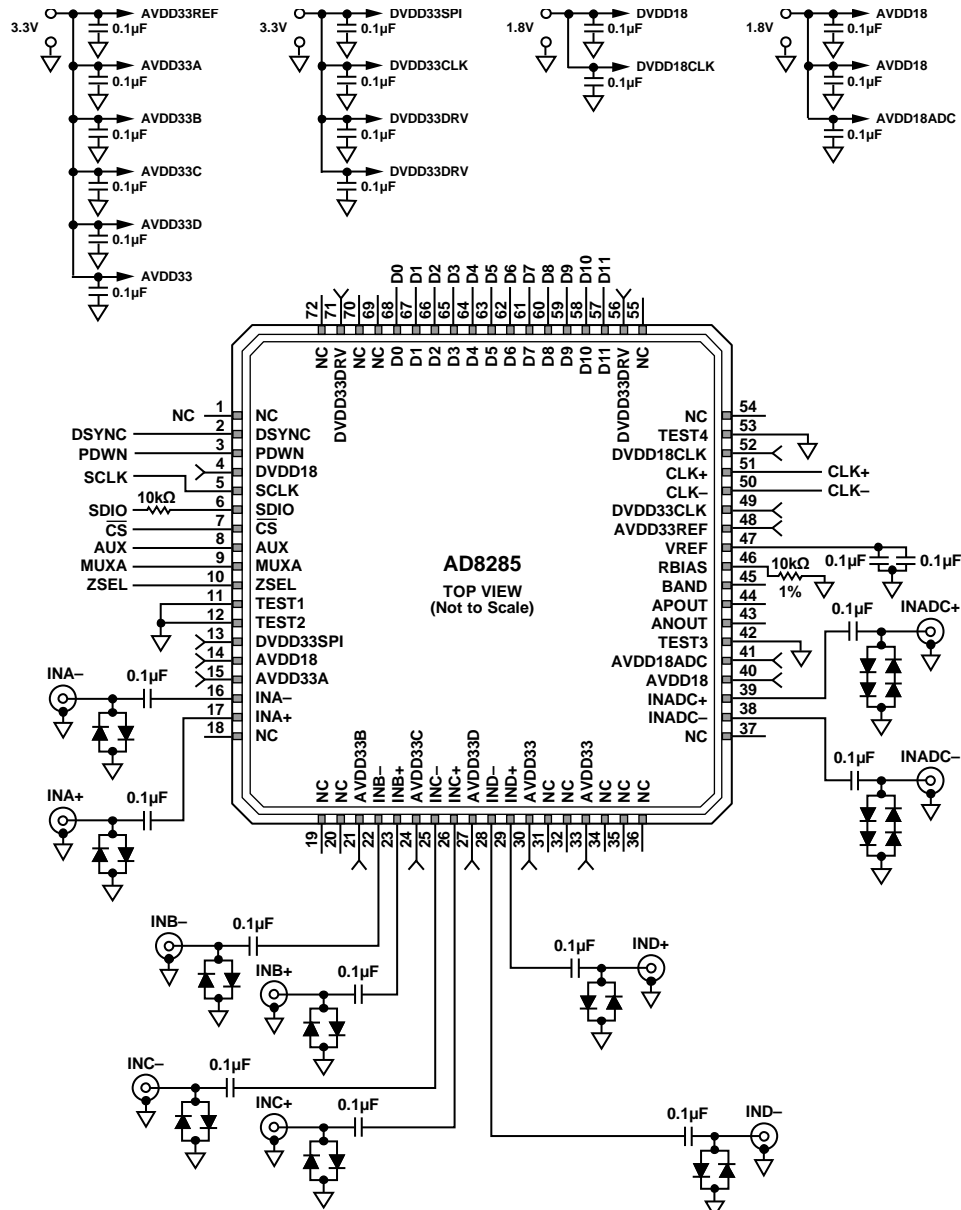 3.3V
AVDD33REF
0.1µF
AVDD33A
0.1µF
AVDD33B
0.1µF
AVDD33C
0.1µF
AVDD33D
0.1µF
AVDD33
0.1µF
3.3V
DVDD33SPI
0.1µF
DVDD33CLK
0.1µF
DVDD33DRV
0.1µF
DVDD33DRV
0.1µF
1.8V
DVDD18
0.1µF
DVDD18CLK
0.1µF
1.8V
AVDD18
0.1µF
AVDD18
0.1µF
AVDD18ADC
0.1µF
D0 D1 D2 D3 D4 D5 D6 D7 D8 D9 D10 D11
72 71 70 69 68 67 66 65 64 63 62 61 60 59 58 57 56 55
NC DVDD33DRV NC NC D0 D1 D2 D3 D4 D5 D6 D7 D8 D9 D10 D11 DVDD33DRV NC
NC 1 NC
DSYNC 2 DSYNC
PDWN 3 PDWN
4 DVDD18
SCLK 5 SCLK
SDIO 10kΩ 6 SDIO
CS 7 CS
AUX 8 AUX
MUXA 9 MUXA
ZSEL 10 ZSEL
11 TEST1
12 TEST2
13 DVDD33SPI
14 AVDD18
15 AVDD33A
INA– 0.1µF 16 INA–
17 INA+
18 NC
INA+ 0.1µF
AD8285
TOP VIEW
(Not to Scale)
NC 54
TEST4 53
DVDD18CLK 52
CLK+ 51 CLK+
CLK– 50 CLK–
DVDD33CLK 49
AVDD33REF 48
VREF 47 0.1µF 0.1µF
RBIAS 46 10kΩ 1%
BAND 45
APOUT 44
ANOUT 43
TEST3 42
AVDD18ADC 41
AVDD18 40
INADC+ 39 0.1µF INADC+
INADC– 38 0.1µF INADC–
NC 37
NC NC AVDD33B INB– INB+ AVDD33C INC– INC+ AVDD33D IND– IND+ AVDD33 NC NC AVDD33 NC NC NC
19 20 21 22 23 24 25 26 27 28 29 30 31 32 33 34 35 36
INB– 0.1µF
INB+ 0.1µF
0.1µF IND+
INC– 0.1µF
INC+ 0.1µF
0.1µF IND–